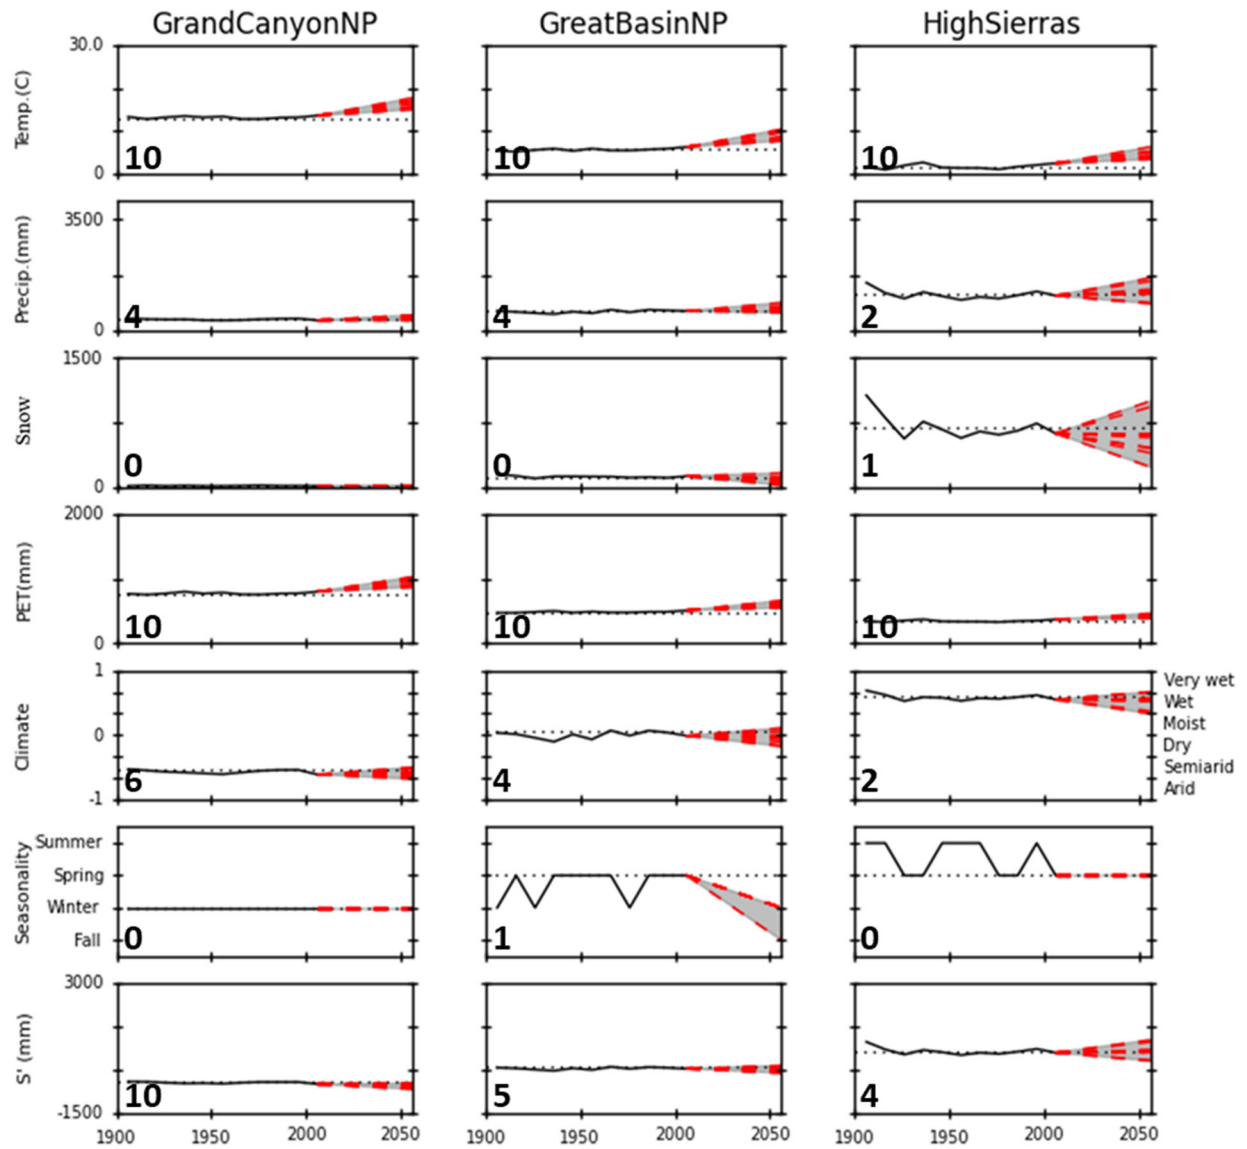 GrandCanyonNP GreatBasinNP HighSierras
30.0
Temp.(C)
10 10 10
0
3500
Precip.(mm)
4 4 2
0
1500
Snow
0 0 1
0
2000
PET(mm)
10 10 10
0
1
Very wet
Wet
Climate 0
Moist
Dry
Semiarid
6 4 2
Arid
-1
Summer
Seasonality
Spring
Winter
Fall
0 1 0
3000
S' (mm)
10 5 4
-1500
1900 1950 2000 2050 1900 1950 2000 2050 1900 1950 2000 2050